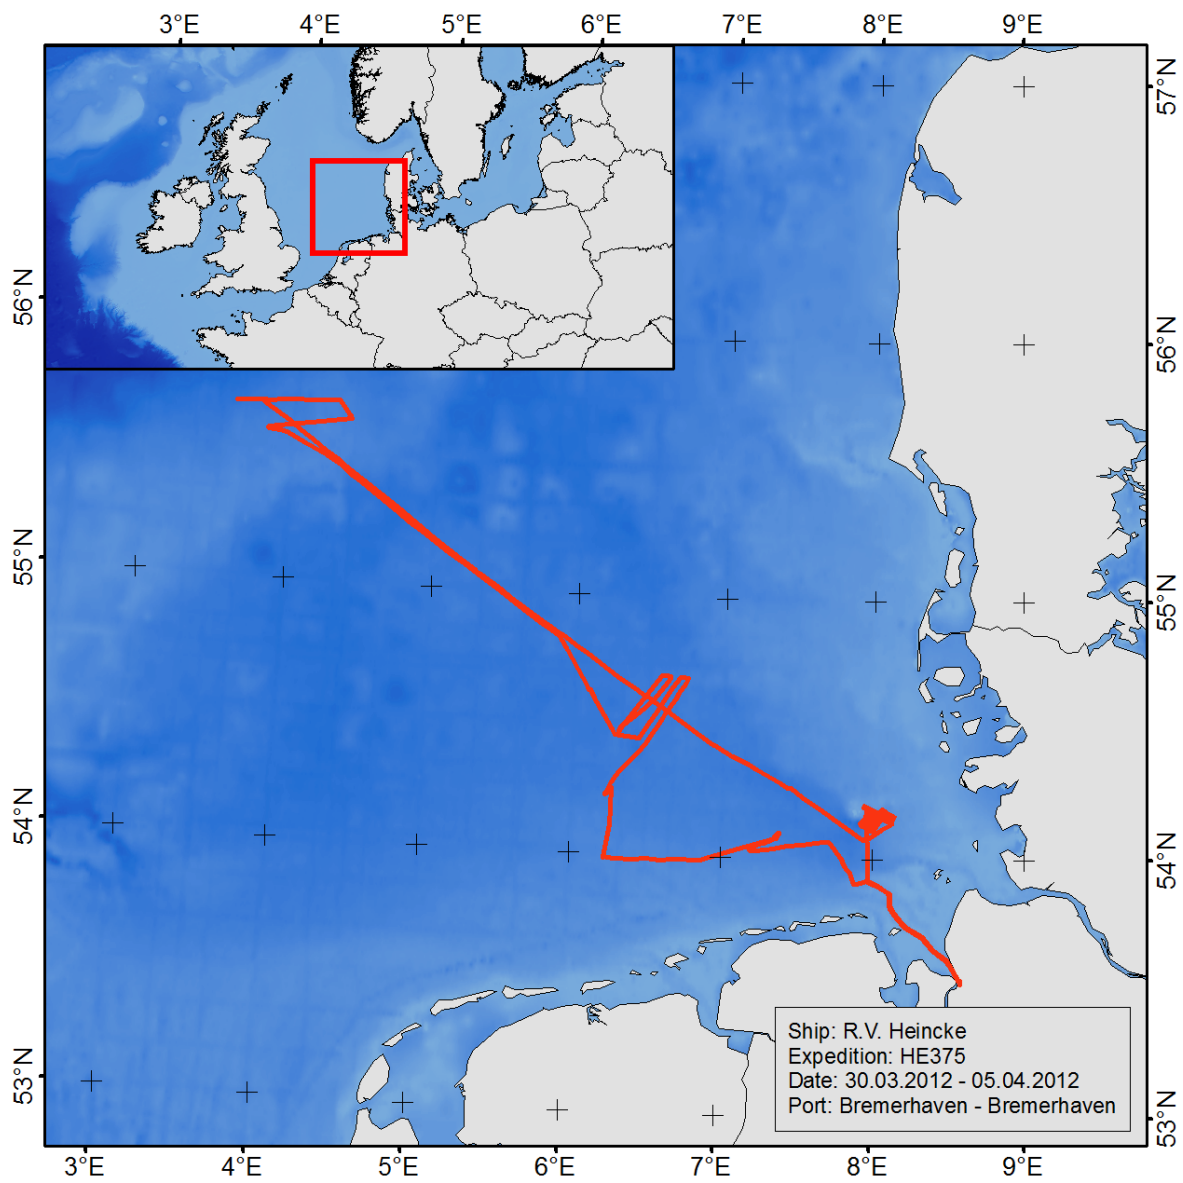 3°E 4°E 5°E 6°E 7°E 8°E 9°E
57°N
56°N
56°N
55°N
55°N
54°N
54°N
53°N
53°N
Ship: R.V. Heincke
Expedition: HE375
Date: 30.03.2012 - 05.04.2012
Port: Bremerhaven - Bremerhaven
3°E 4°E 5°E 6°E 7°E 8°E 9°E